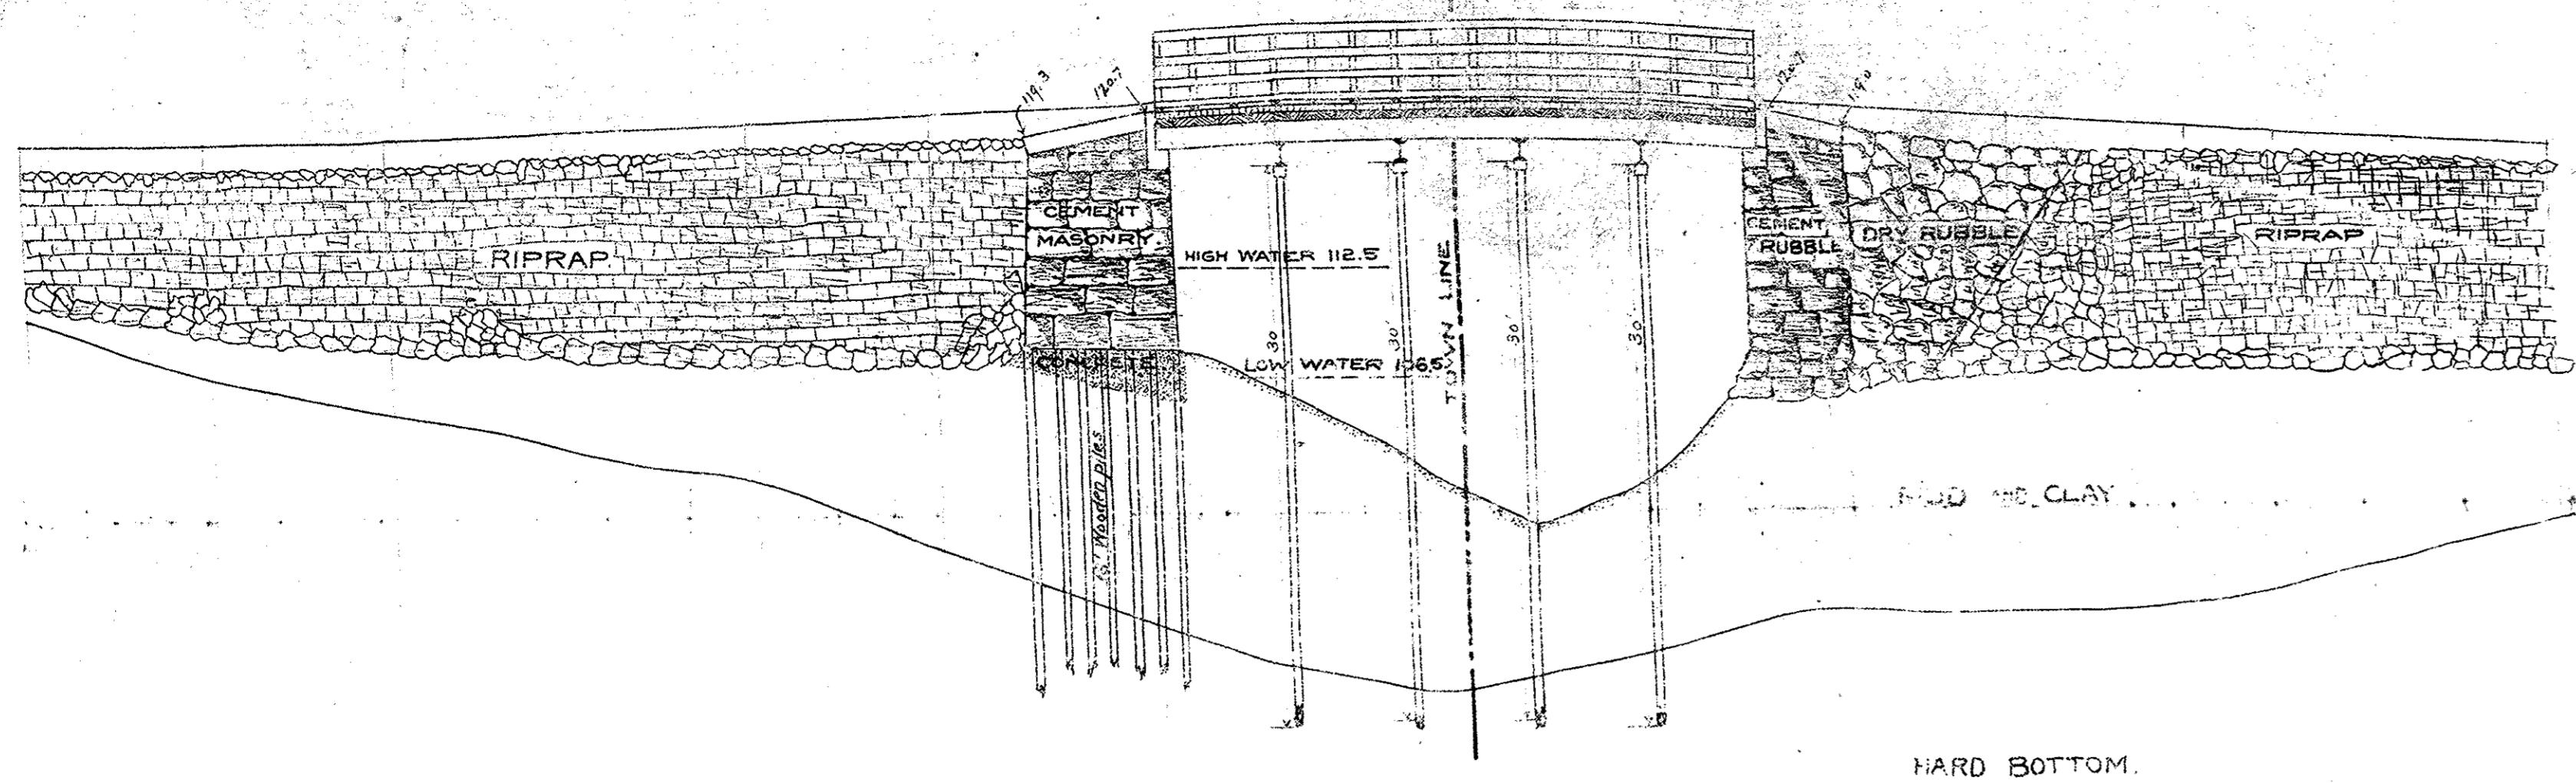 119.3
120.7
120.7
119.0
CEMENT
MASONRY.
RIPRAP
HIGH WATER 112.5
TOWN LINE
CEMENT
RUBBLE
DRY RUBBLE
RIPRAP
30'
30'
30'
30'
CONCRETE
LOW WATER 106.5
Wooden piles
MUD AND CLAY
HARD BOTTOM.